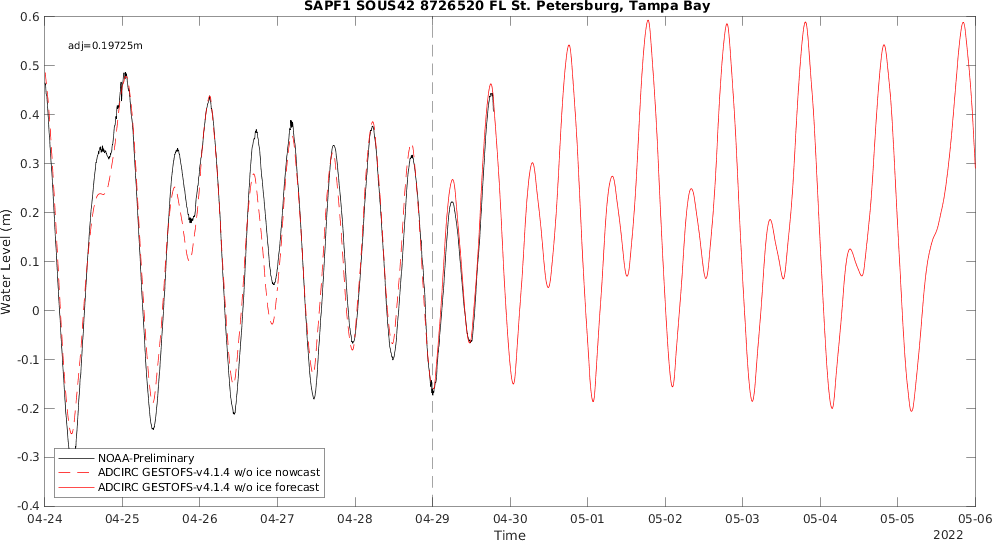 SAPF1 SOUS42 8726520 FL St. Petersburg, Tampa Bay
adj=0.19725m
0.6
0.5
0.4
0.3
0.2
0.1
0
-0.1
-0.2
-0.3
-0.4
Water Level (m)
NOAA-Preliminary
ADCIRC GESTOFS-v4.1.4 w/o ice nowcast
ADCIRC GESTOFS-v4.1.4 w/o ice forecast
04-24 04-25 04-26 04-27 04-28 04-29 04-30 05-01 05-02 05-03 05-04 05-05 05-06
Time
2022